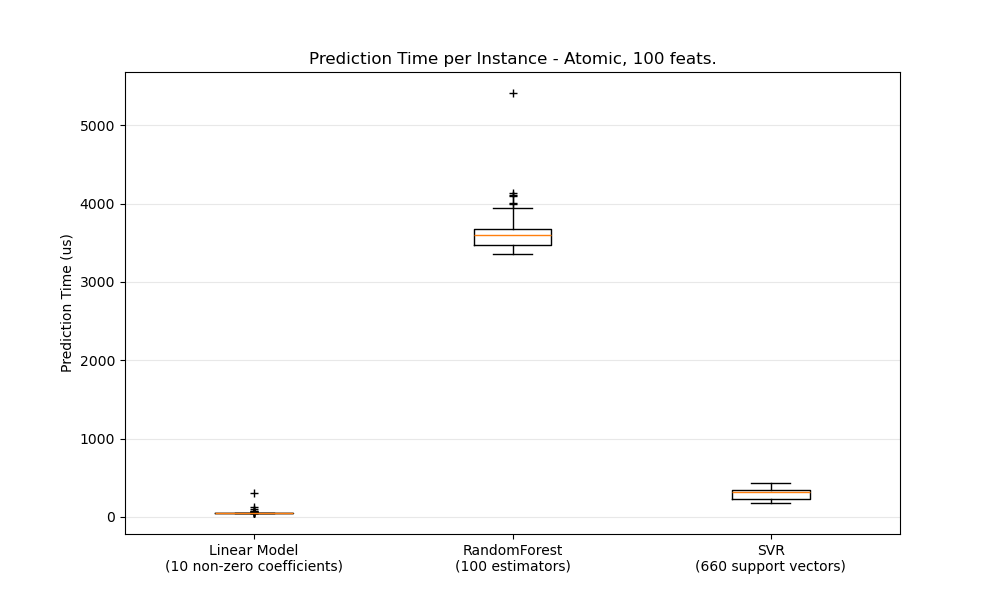 Prediction Time per Instance - Atomic, 100 feats.
Prediction Time (us)
5000
4000
3000
2000
1000
0
Linear Model
(10 non-zero coefficients)
RandomForest
(100 estimators)
SVR
(660 support vectors)